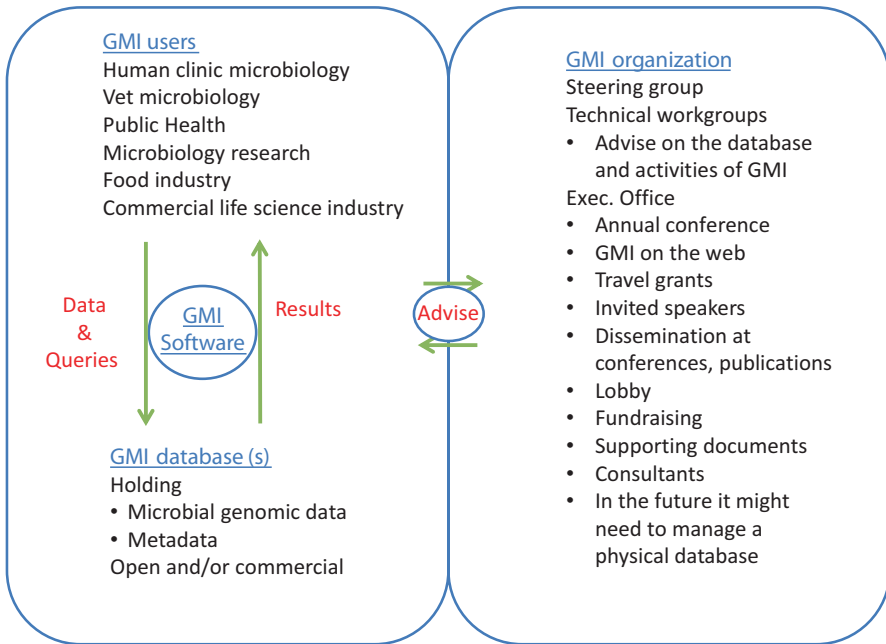 GMI users
Human clinic microbiology
Vet microbiology
Public Health
Microbiology research
Food industry
Commercial life science industry
Data
&
Queries
GMI
Software
Results
GMI database (s)
Holding
• Microbial genomic data
• Metadata
Open and/or commercial
Advise
GMI organization
Steering group
Technical workgroups
• Advise on the database
and activities of GMI
Exec. Office
• Annual conference
• GMI on the web
• Travel grants
• Invited speakers
• Dissemination at
conferences, publications
• Lobby
• Fundraising
• Supporting documents
• Consultants
• In the future it might
need to manage a
physical database